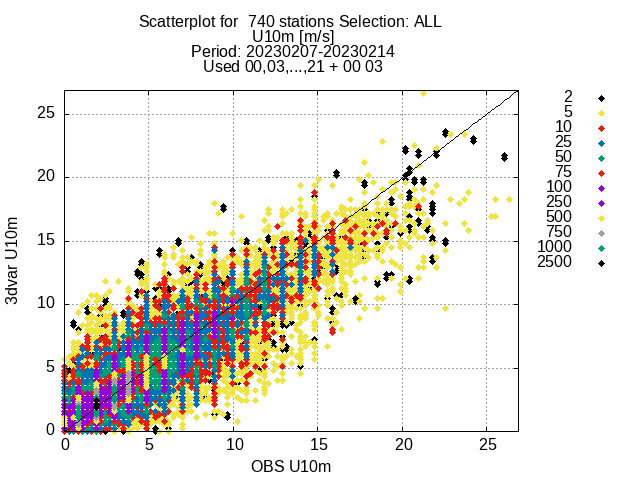 Scatterplot for  740 stations Selection: ALL
U10m [m/s]
Period: 20230207-20230214
Used 00,03,...,21 + 00 03
3dvar U10m
25
20
15
10
5
0
0 5 10 15 20 25
OBS U10m
2
5
10
25
50
75
100
250
500
750
1000
2500